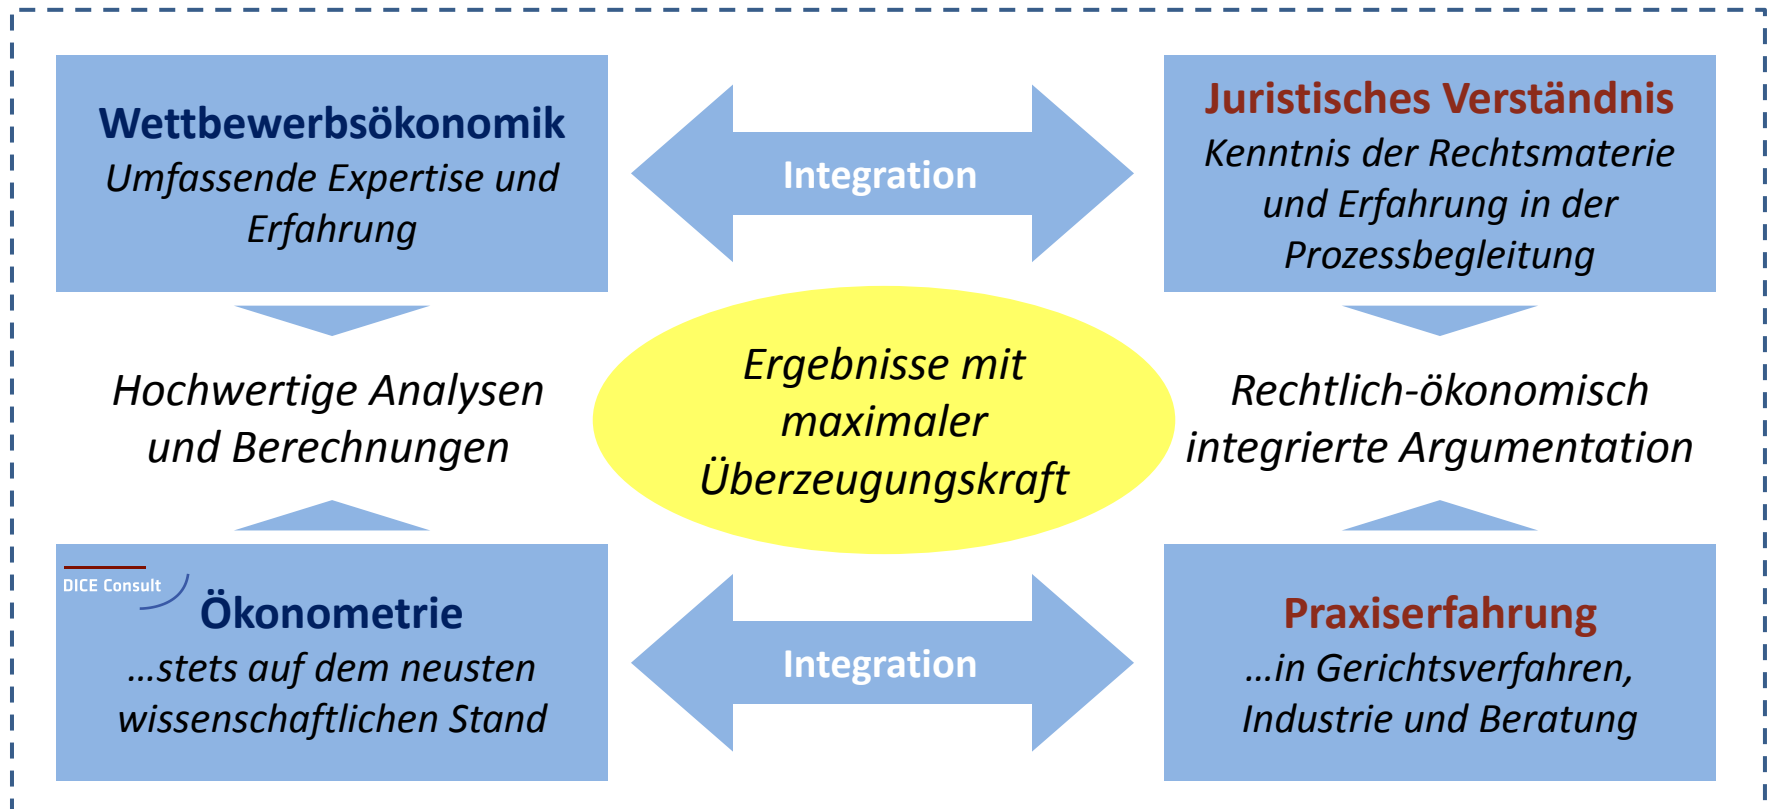 Wettbewerbsökonomik
Umfassende Expertise und
Erfahrung
Integration
Juristisches Verständnis
Kenntnis der Rechtsmaterie
und Erfahrung in der
Prozessbegleitung
Hochwertige Analysen
und Berechnungen
Ergebnisse mit
maximaler
Überzeugungskraft
Rechtlich-ökonomisch
integrierte Argumentation
DICE Consult
Ökonometrie
...stets auf dem neusten
wissenschaftlichen Stand
Integration
Praxiserfahrung
...in Gerichtsverfahren,
Industrie und Beratung